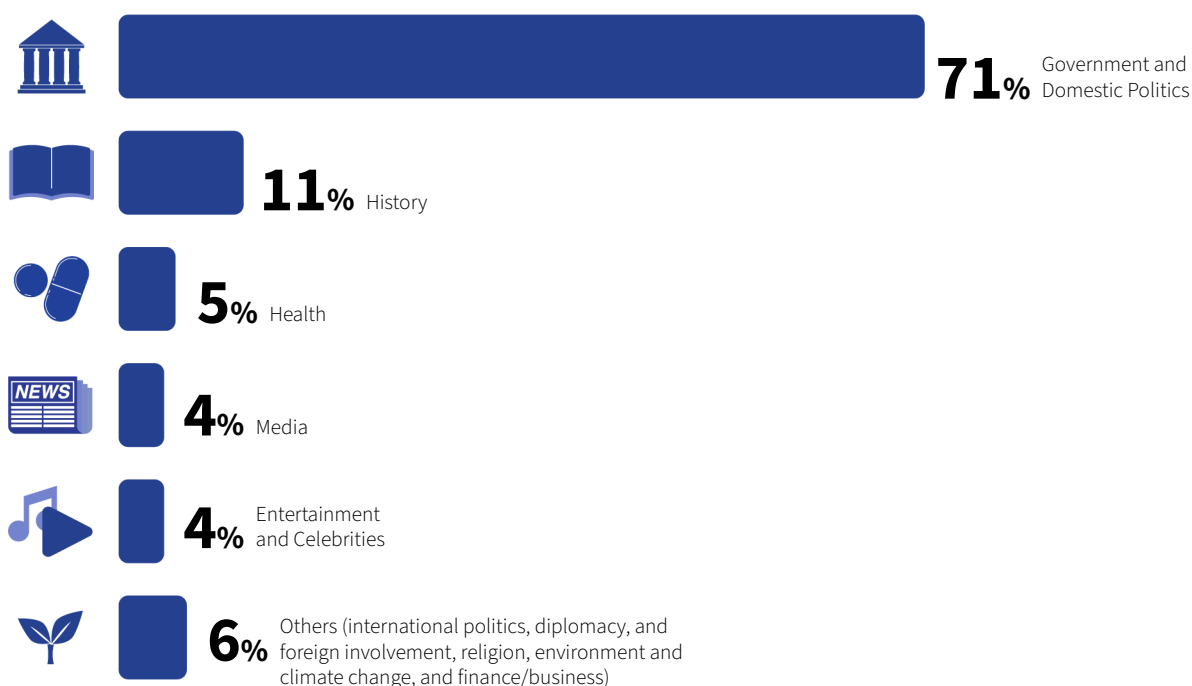 71% Government and
Domestic Politics
11% History
5% Health
NEWS
4% Media
4% Entertainment
and Celebrities
6% Others (international politics, diplomacy, and
foreign involvement, religion, environment and
climate change, and finance/business)